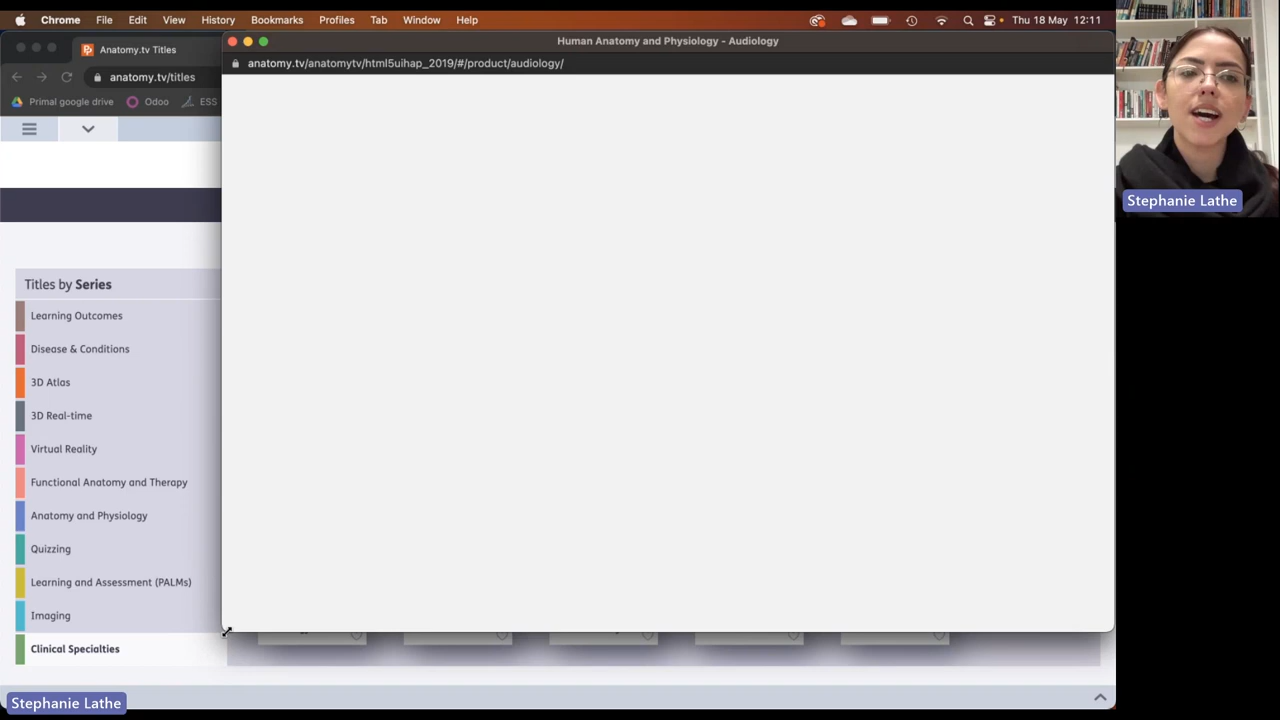 Chrome File Edit View History Bookmarks Profiles Tab Window Help Thu 18 May 12:11
Anatomy.tv Titles
Human Anatomy and Physiology - Audiology
anatomy.tv/anatomytv/html5uihap_2019/#/product/audiology/
anatomy.tv/titles
Primal google drive Odoo ESS
Stephanie Lathe
Titles by Series
Learning Outcomes
Disease & Conditions
3D Atlas
3D Real-time
Virtual Reality
Functional Anatomy and Therapy
Anatomy and Physiology
Quizzing
Learning and Assessment (PALMs)
Imaging
Clinical Specialties
Stephanie Lathe